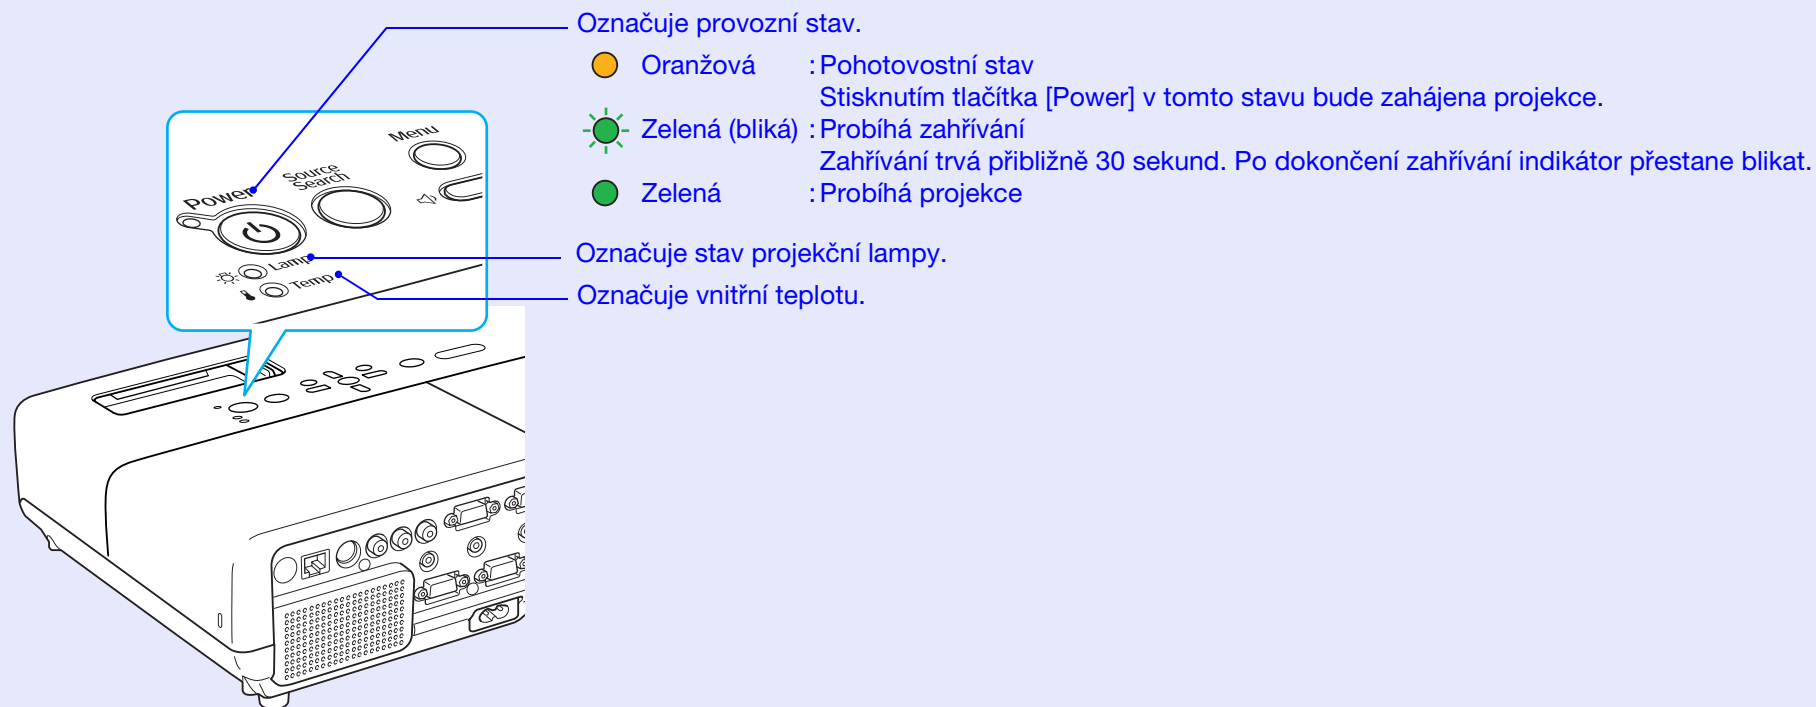 Označuje provozní stav.
Oranžová : Pohotovostní stav
Stisknutím tlačítka [Power] v tomto stavu bude zahájena projekce.
Zelená (bliká) : Probíhá zahřívání
Zahřívání trvá přibližně 30 sekund. Po dokončení zahřívání indikátor přestane blikat.
Zelená : Probíhá projekce
Označuje stav projekční lampy.
Označuje vnitřní teplotu.
Menu
Source
Search
Power
Lamp
Temp